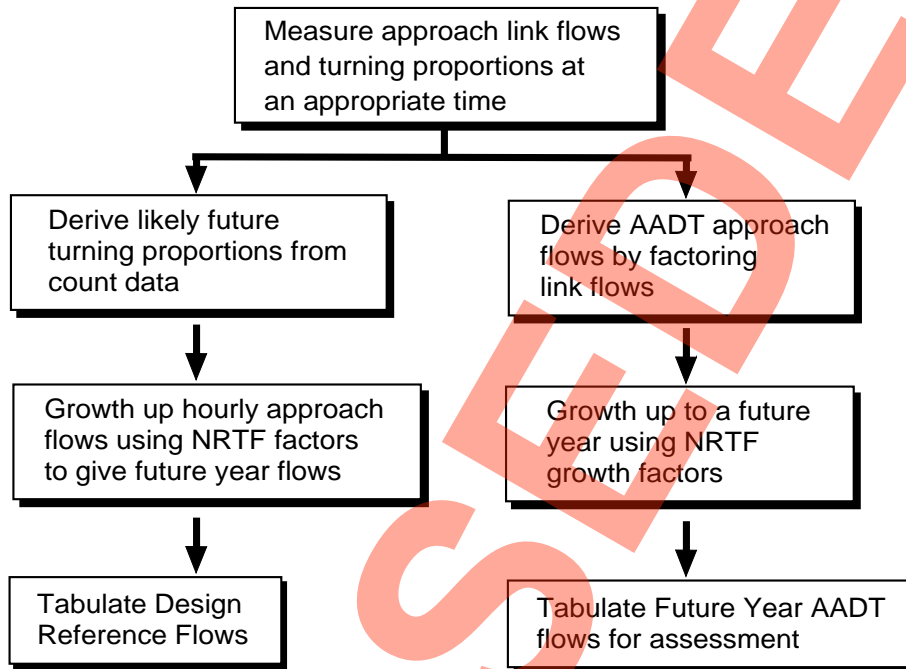 Measure approach link flows
and turning proportions at
an appropriate time
Derive likely future
turning proportions from
count data
Derive AADT approach
flows by factoring
link flows
Growth up hourly approach
flows using NRTF factors
to give future year flows
Growth up to a future
year using NRTF
growth factors
Tabulate Design
Reference Flows
Tabulate Future Year AADT
flows for assessment
SEDE